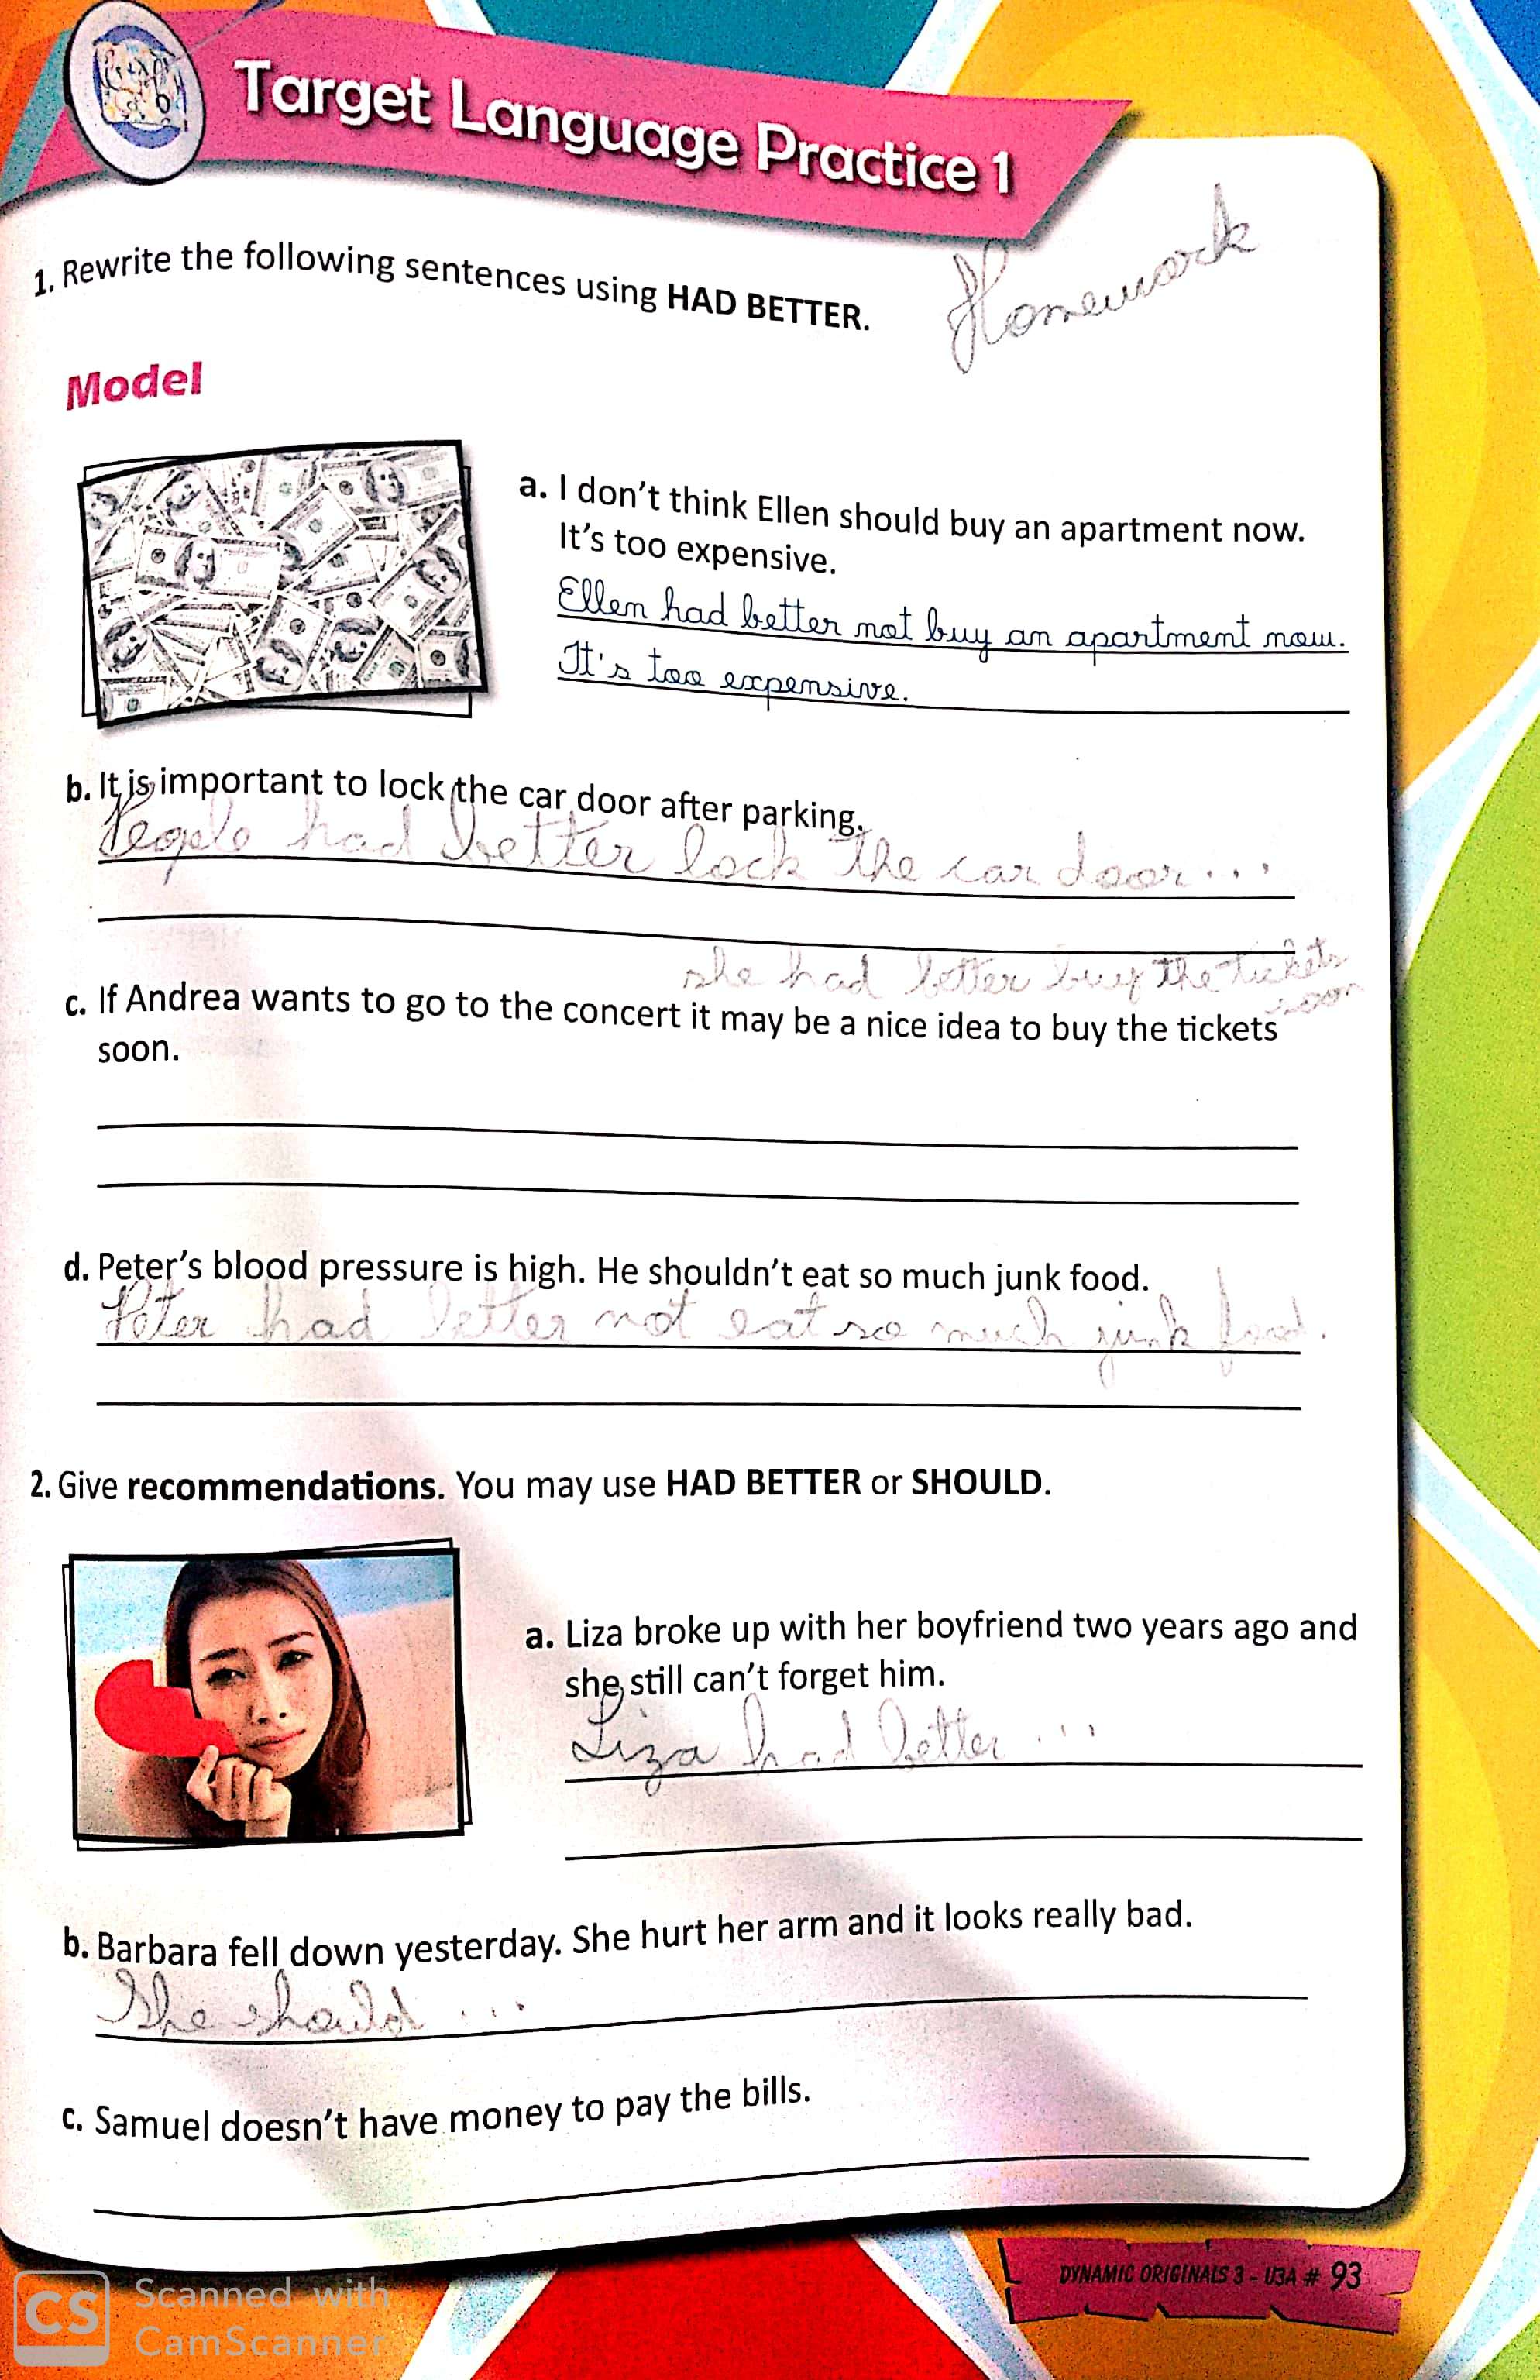 Target Language Practice 1
1. Rewrite the following sentences using HAD BETTER.
Homework
Model
a. I don't think Ellen should buy an apartment now.
It's too expensive.
Ellen had better not buy an apartment now.
It's too expensive.
b. It is important to lock the car door after parking.
People had better lock the car door...
she had better buy the tickets
soon
c. If Andrea wants to go to the concert it may be a nice idea to buy the tickets
soon.
d. Peter's blood pressure is high. He shouldn't eat so much junk food.
Peter had better not eat so much junk food.
2. Give recommendations. You may use HAD BETTER or SHOULD.
a. Liza broke up with her boyfriend two years ago and
she still can't forget him.
Liza had better ...
b. Barbara fell down yesterday. She hurt her arm and it looks really bad.
She should ...
c. Samuel doesn't have money to pay the bills.
DYNAMIC ORIGINALS 3 - U3A # 93
CS
Scanned with
CamScanner